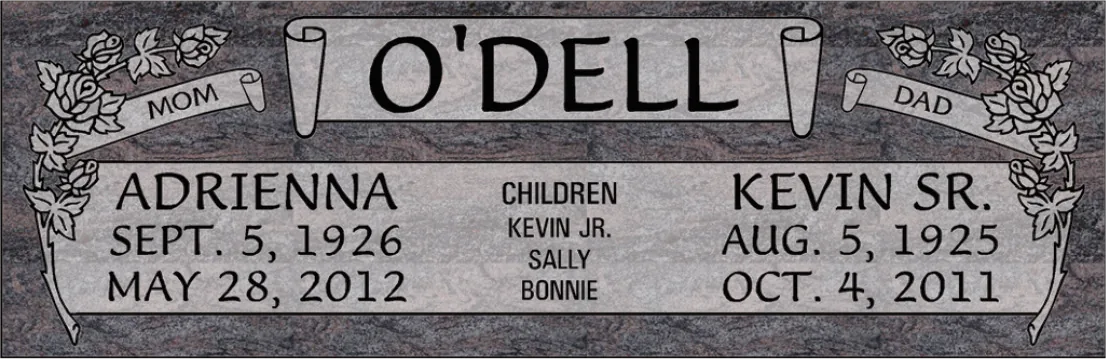 O'DELL
MOM
DAD
ADRIENNA
SEPT. 5, 1926
MAY 28, 2012
CHILDREN
KEVIN JR.
SALLY
BONNIE
KEVIN SR.
AUG. 5, 1925
OCT. 4, 2011